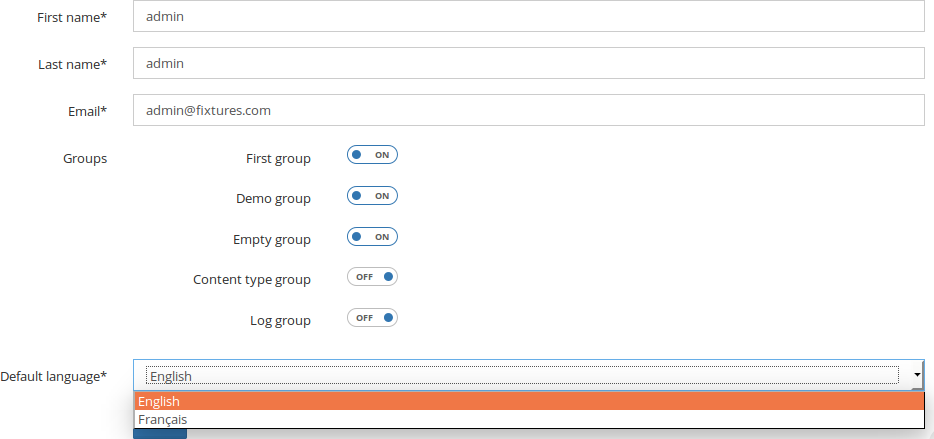 First name* admin
Last name* admin
Email* admin@fixtures.com
Groups First group ON
Demo group ON
Empty group ON
Content type group OFF
Log group OFF
Default language* English
English
Français